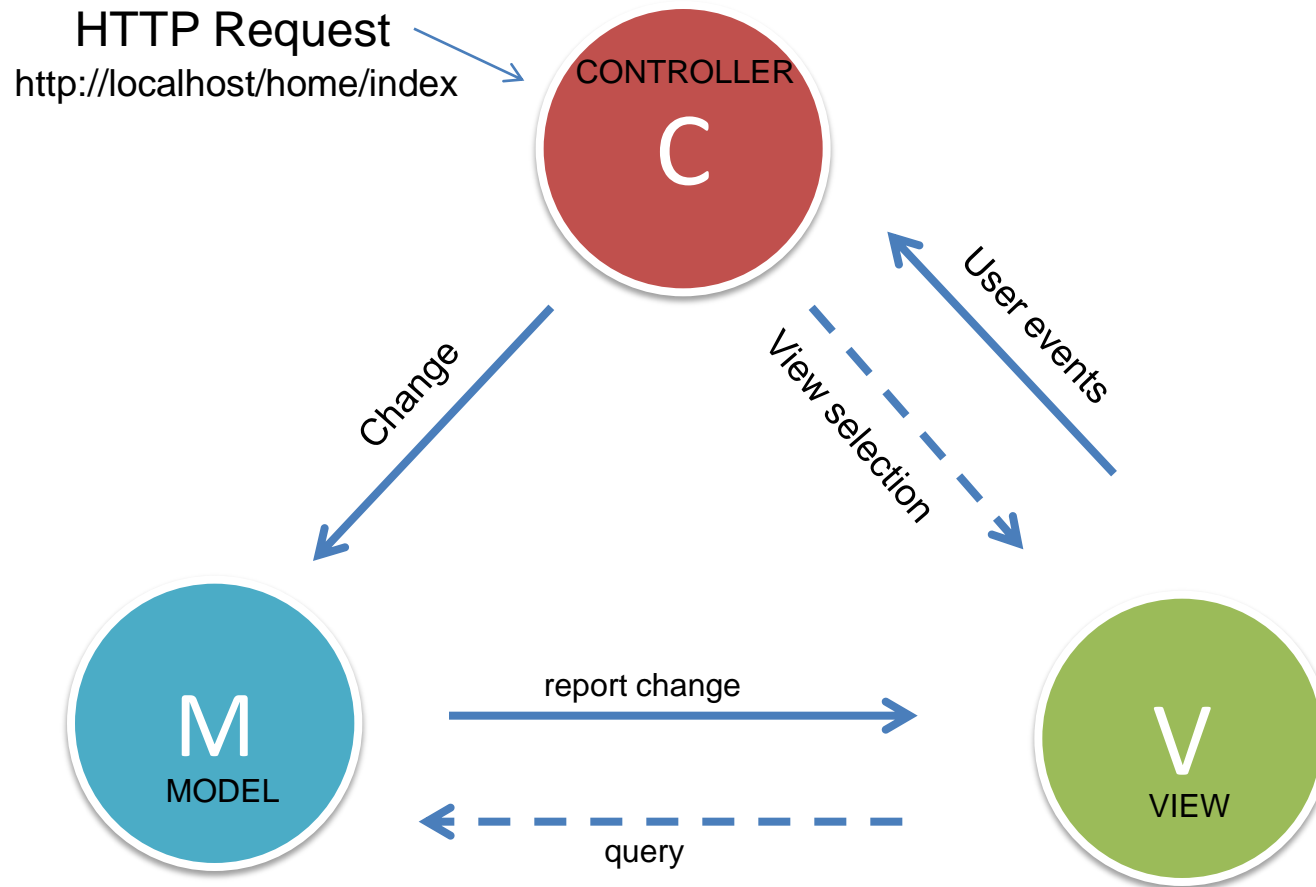 HTTP Request
http://localhost/home/index
CONTROLLER
C
Change
View selection
User events
M
MODEL
report change
query
V
VIEW